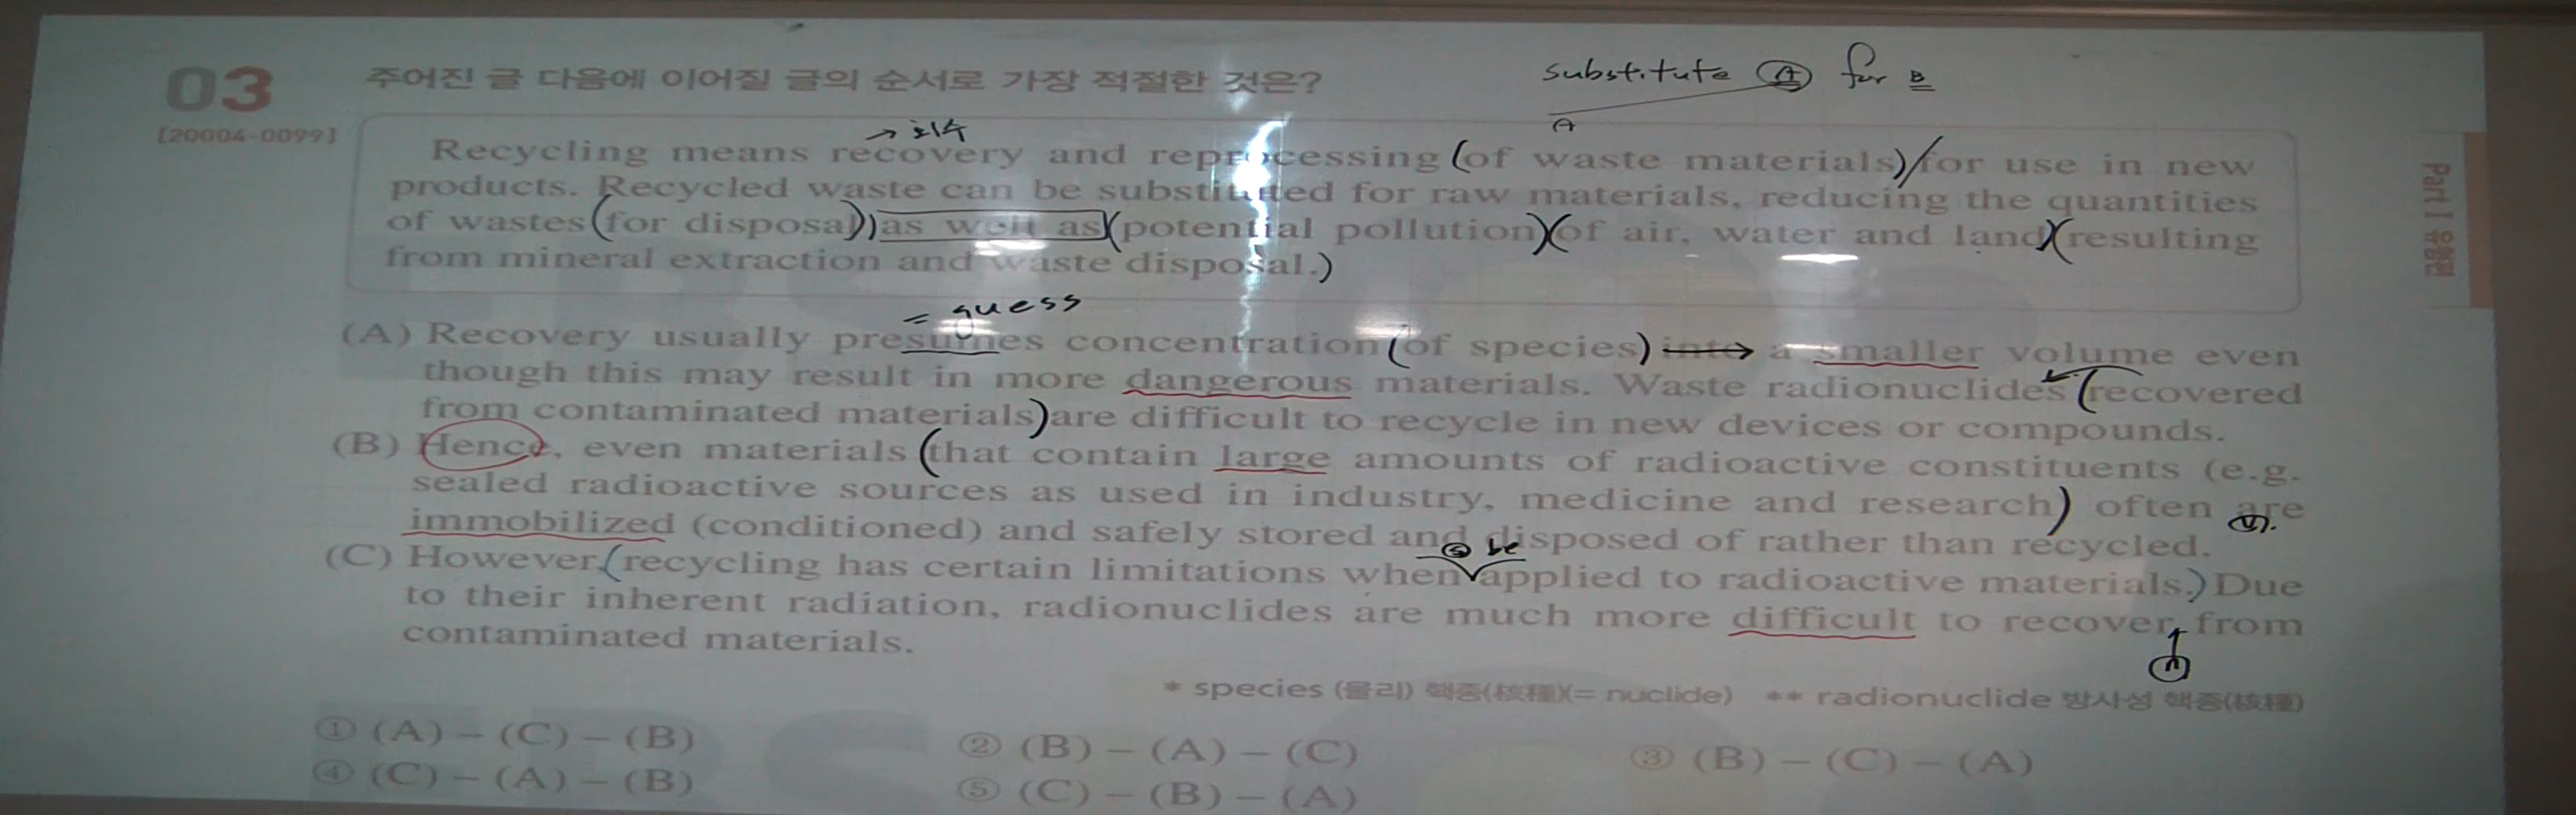 03
주어진 글 다음에 이어질 글의 순서로 가장 적절한 것은?
substitute Ⓐ for B
A
[20004-0099]
→ 회수
Recycling means recovery and reprocessing (of waste materials)/for use in new
products. Recycled waste can be substituted for raw materials, reducing the quantities
of wastes (for disposal) as well as (potential pollution)(of air, water and land)(resulting
from mineral extraction and waste disposal.)
= guess
(A) Recovery usually presumes concentration (of species) into → a smaller volume even
though this may result in more dangerous materials. Waste radionuclides (recovered
from contaminated materials) are difficult to recycle in new devices or compounds.
(B) Hence, even materials (that contain large amounts of radioactive constituents (e.g.
sealed radioactive sources as used in industry, medicine and research) often are
(v).
immobilized (conditioned) and safely stored and disposed of rather than recycled.
ⓢ be
(C) However, (recycling has certain limitations when applied to radioactive materials.) Due
to their inherent radiation, radionuclides are much more difficult to recover from
contaminated materials.
* species (물리) 핵종(核種)(= nuclide) ** radionuclide 방사성 핵종(核種)
① (A) – (C) – (B)
② (B) – (A) – (C)
③ (B) – (C) – (A)
④ (C) – (A) – (B)
⑤ (C) – (B) – (A)
Part I 유형편